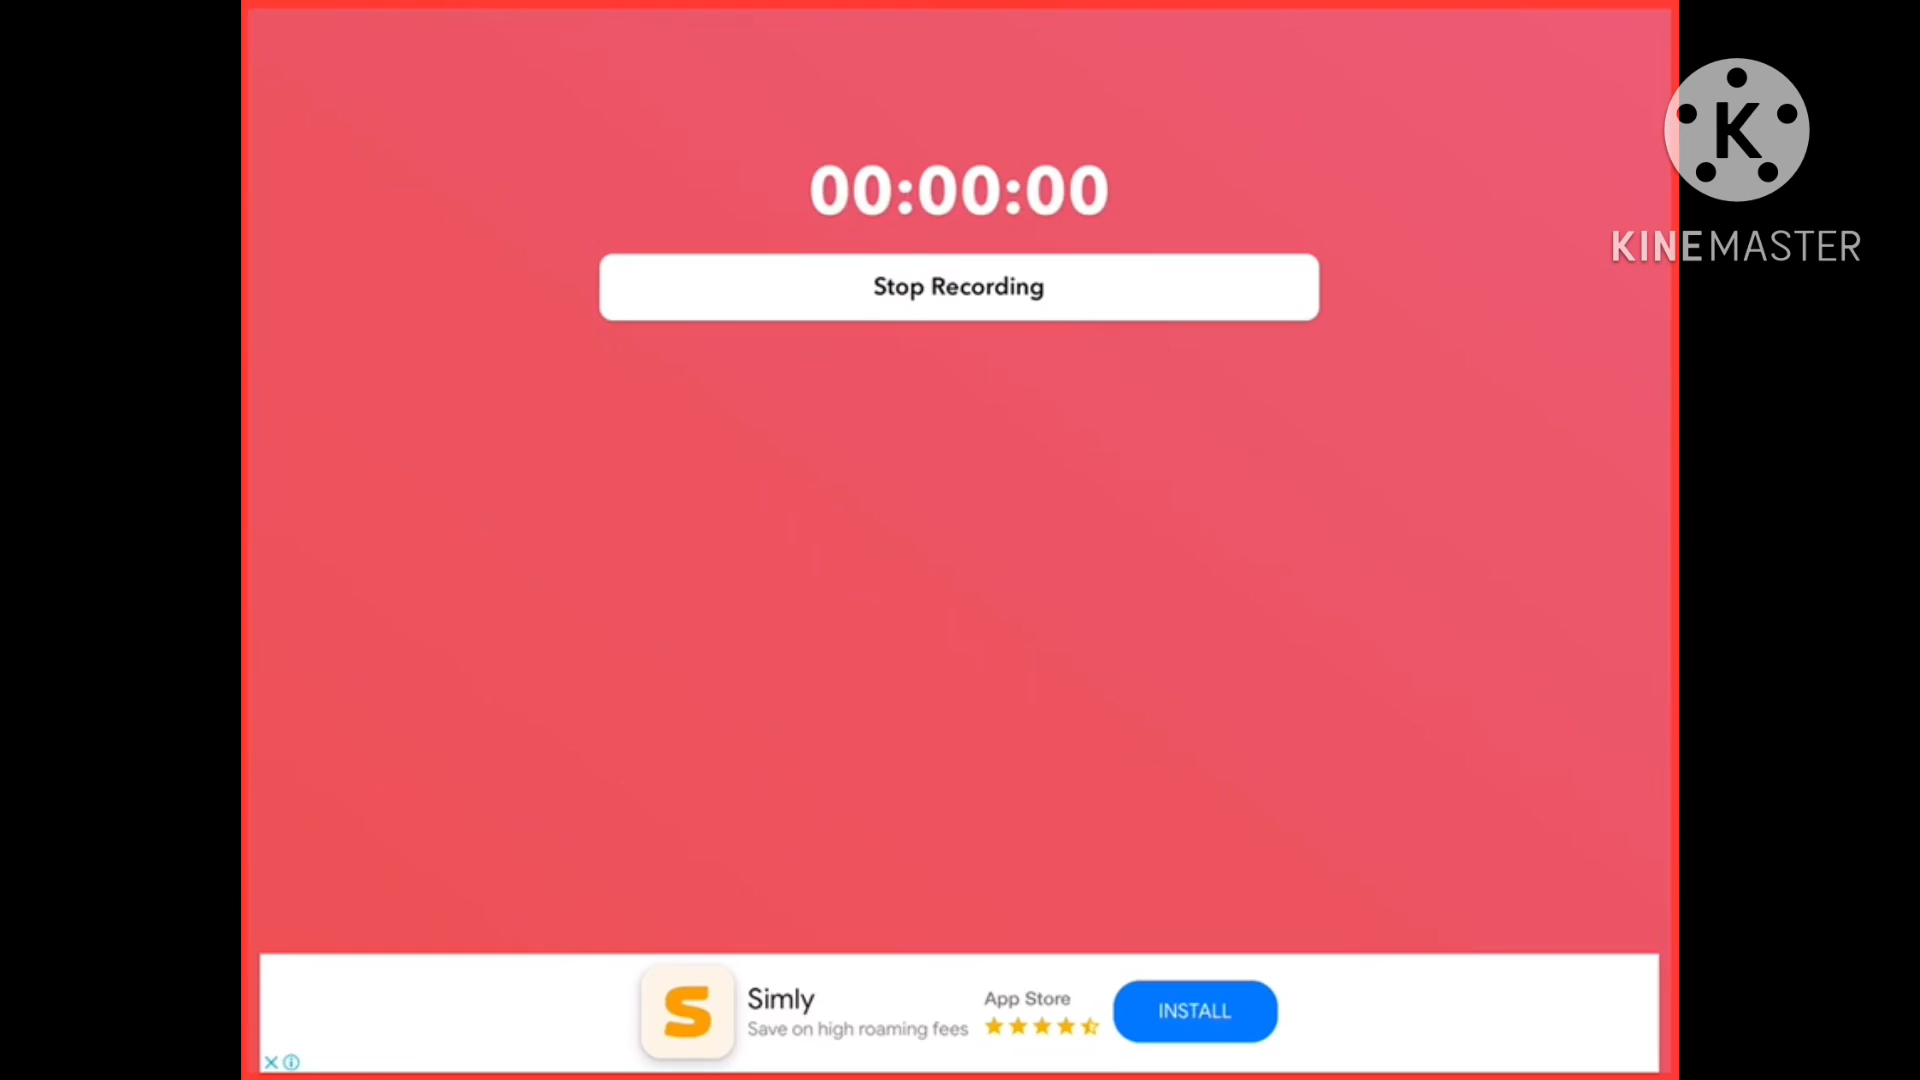 00:00:00
Stop Recording
K
KINEMASTER
Simly
Save on high roaming fees
App Store
INSTALL